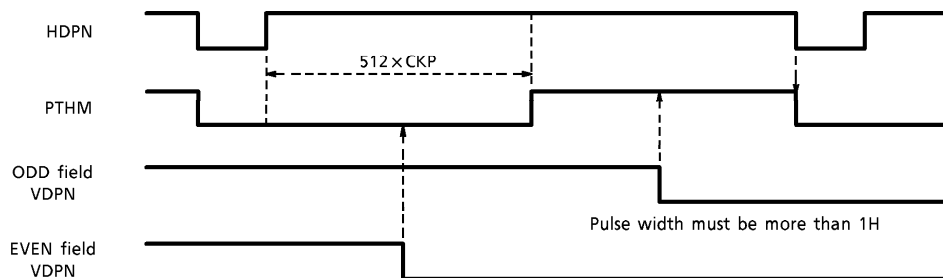 HDPN
512×CKP
PTHM
ODD field
VDPN
Pulse width must be more than 1H
EVEN field
VDPN